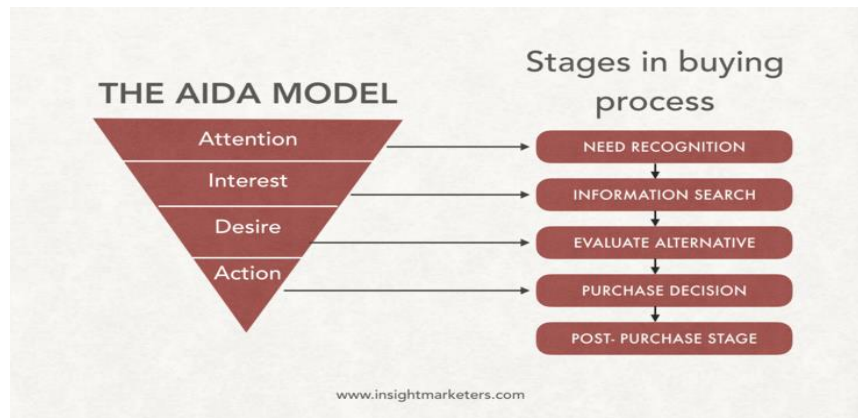 THE AIDA MODEL
Attention
Interest
Desire
Action
Stages in buying
process
NEED RECOGNITION
INFORMATION SEARCH
EVALUATE ALTERNATIVE
PURCHASE DECISION
POST- PURCHASE STAGE
www.insightmarketers.com